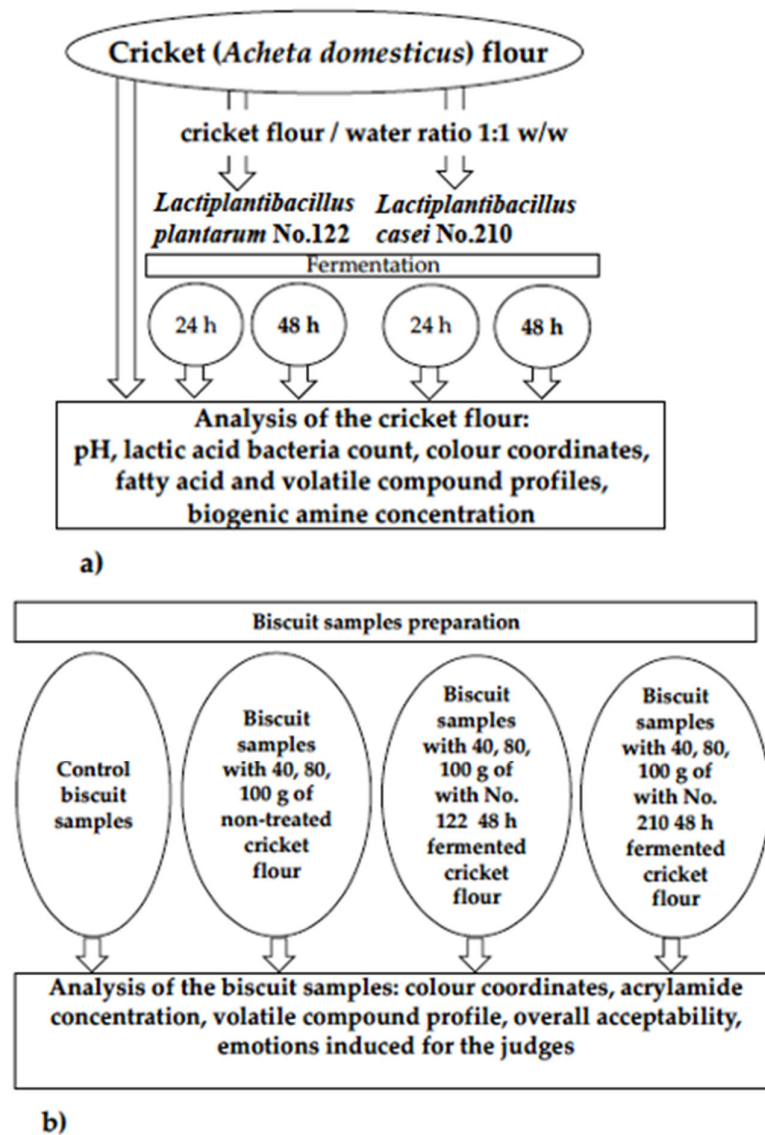 Cricket (Acheta domesticus) flour
cricket flour / water ratio 1:1 w/w
Lactiplantibacillus
plantarum No.122
Lactiplantibacillus
casei No.210
Fermentation
24 h
48 h
24 h
48 h
Analysis of the cricket flour:
pH, lactic acid bacteria count, colour coordinates,
fatty acid and volatile compound profiles,
biogenic amine concentration
a)
Biscuit samples preparation
Control
biscuit
samples
Biscuit
samples
with 40, 80,
100 g of
non-treated
cricket
flour
Biscuit
samples
with 40, 80,
100 g of
with No.
122 48 h
fermented
cricket
flour
Biscuit
samples
with 40, 80,
100 g of
with No.
210 48 h
fermented
cricket
flour
Analysis of the biscuit samples: colour coordinates, acrylamide
concentration, volatile compound profile, overall acceptability,
emotions induced for the judges
b)